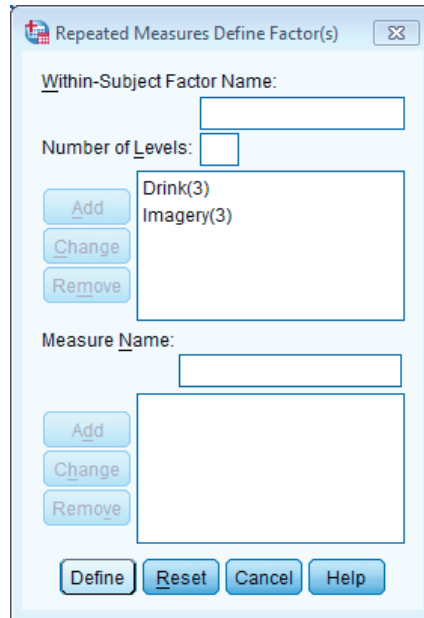 Repeated Measures Define Factor(s)
Within-Subject Factor Name:
Number of Levels:
Drink(3)
Imagery(3)
Add
Change
Remove
Measure Name:
Add
Change
Remove
Define Reset Cancel Help